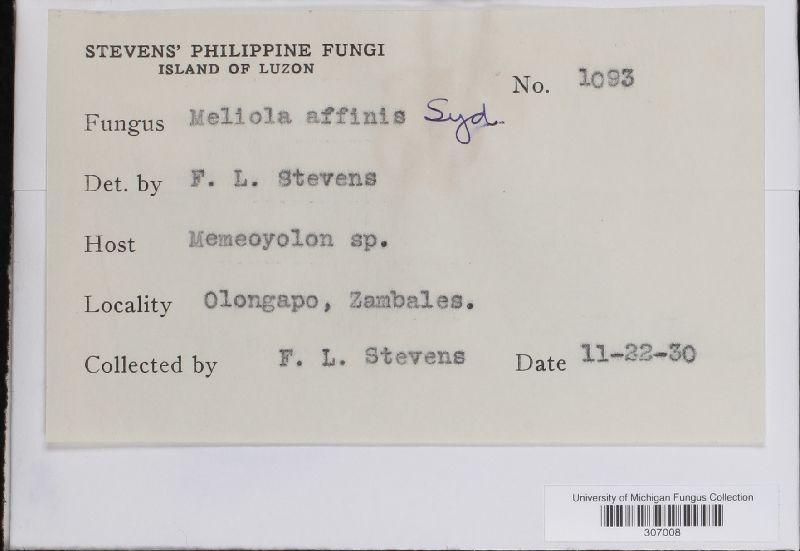 STEVENS' PHILIPPINE FUNGI
ISLAND OF LUZON
No. 1093
Fungus Meliola affinis Syd.
Det. by F. L. Stevens
Host Memeoyolon sp.
Locality Olongapo, Zambales.
Collected by F. L. Stevens Date 11-22-30
University of Michigan Fungus Collection
307008